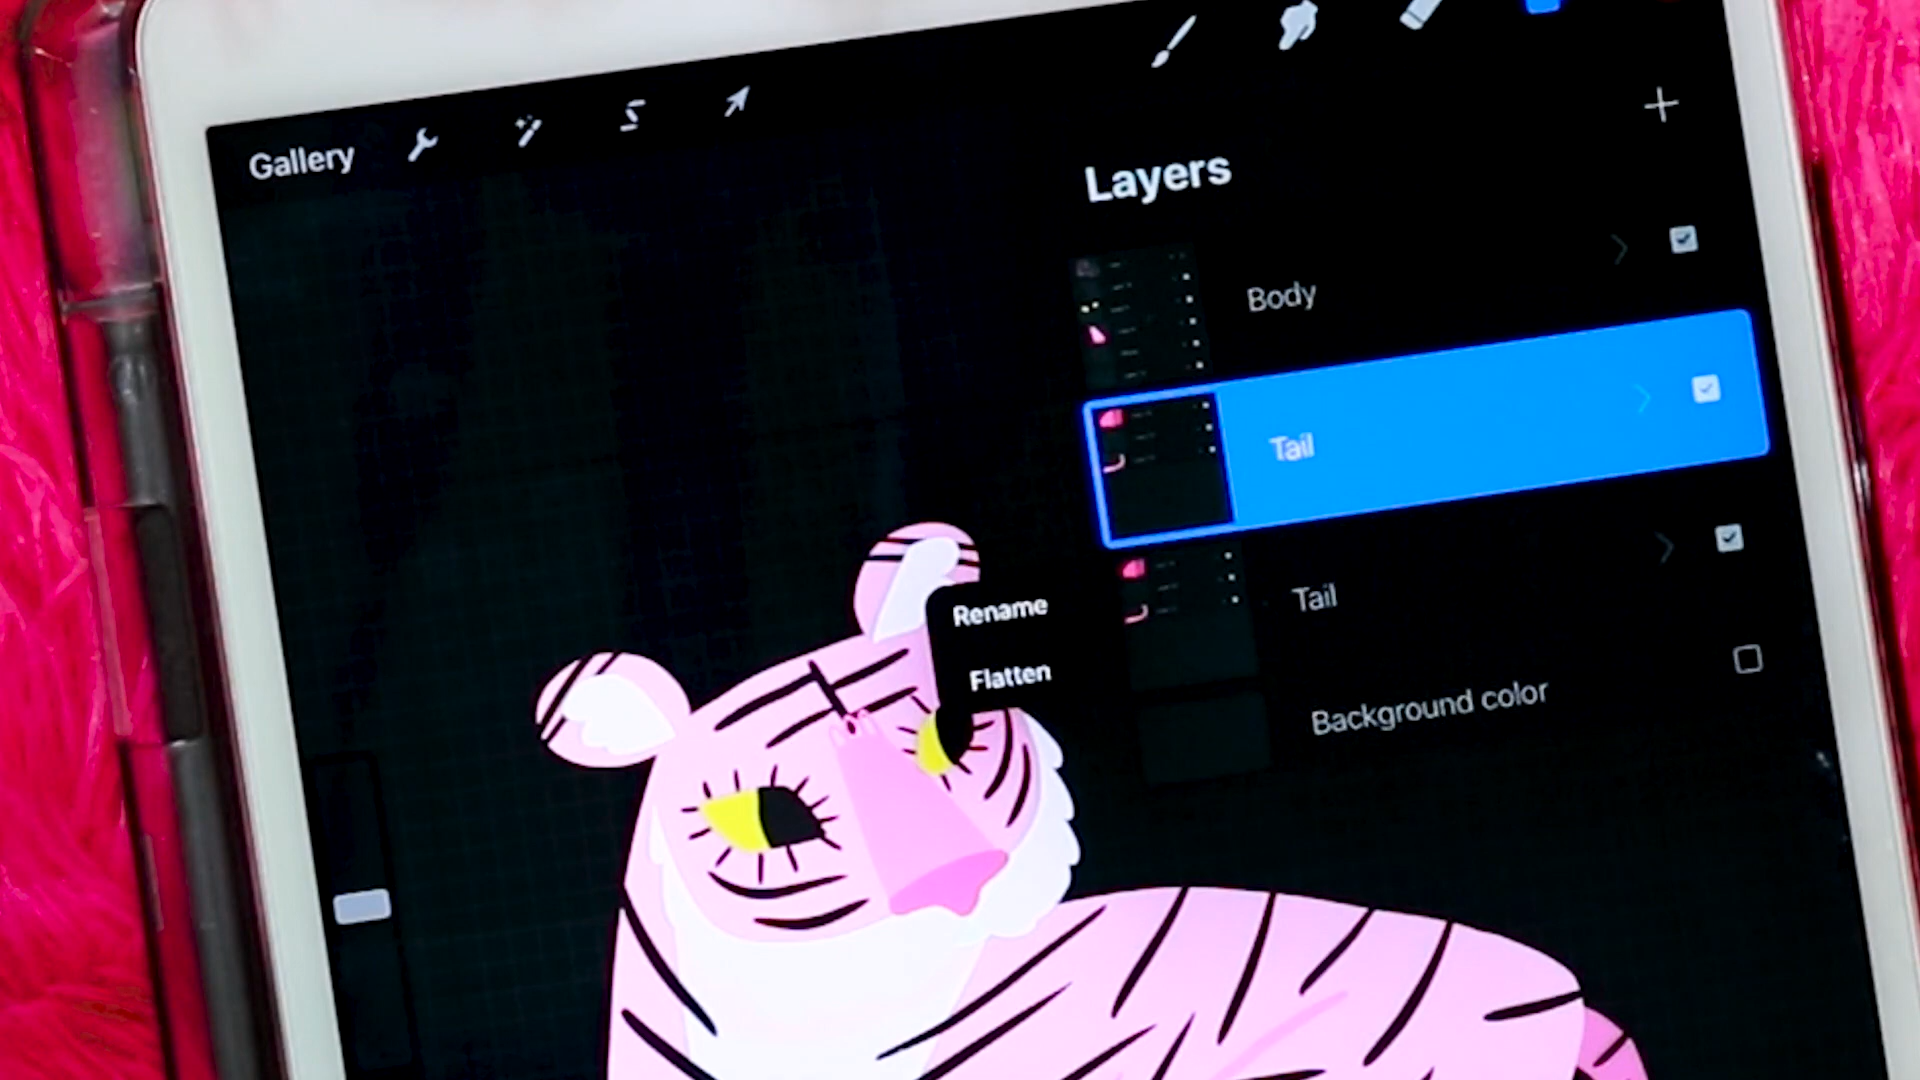 Gallery
Layers
Body
Tail
Rename
Tail
Flatten
Background color